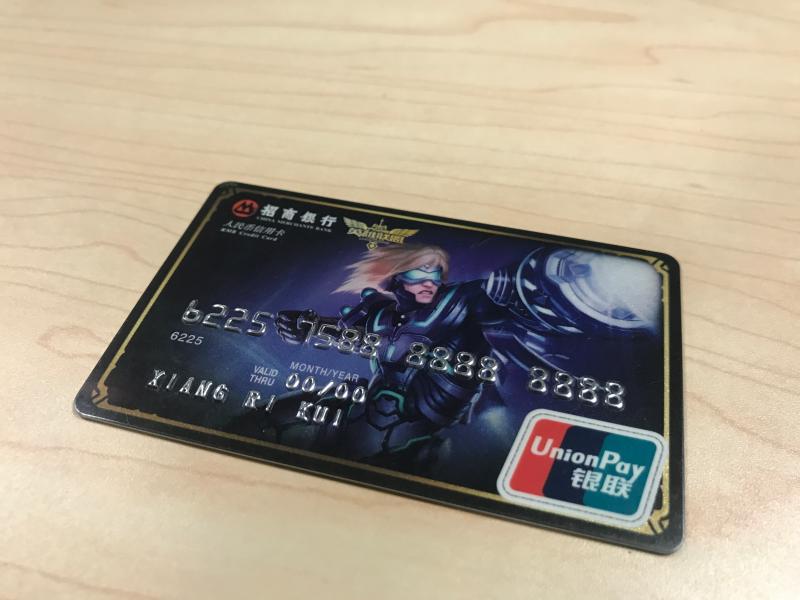 招商银行
CHINA MERCHANTS BANK
人民币信用卡
RMB Credit Card
英雄联盟
6225 7588 8888 8888
6225
VALID THRU
MONTH/YEAR
00/00
XIANG RI KUI
UnionPay
银联